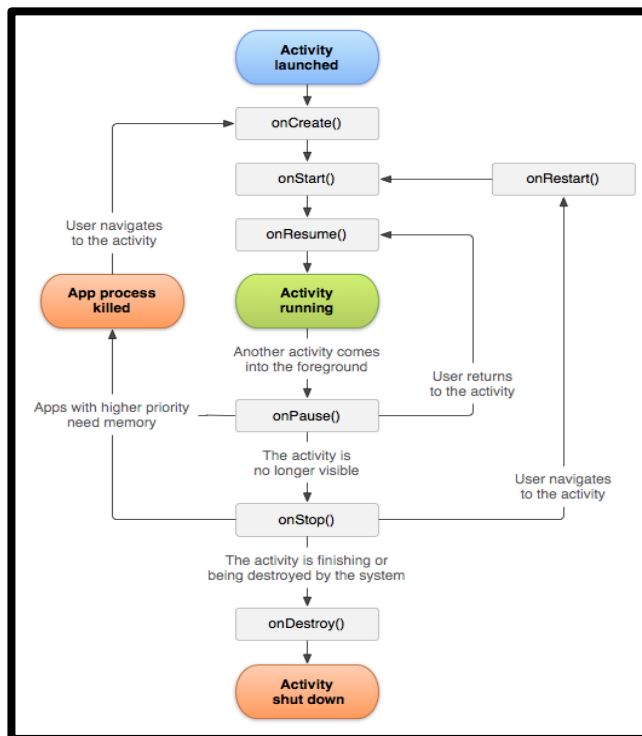 Activity
launched
onCreate()
onStart()
onRestart()
User navigates
to the activity
onResume()
App process
killed
Activity
running
Another activity comes
into the foreground
User returns
to the activity
Apps with higher priority
need memory
onPause()
The activity is
no longer visible
User navigates
to the activity
onStop()
The activity is finishing or
being destroyed by the system
onDestroy()
Activity
shut down